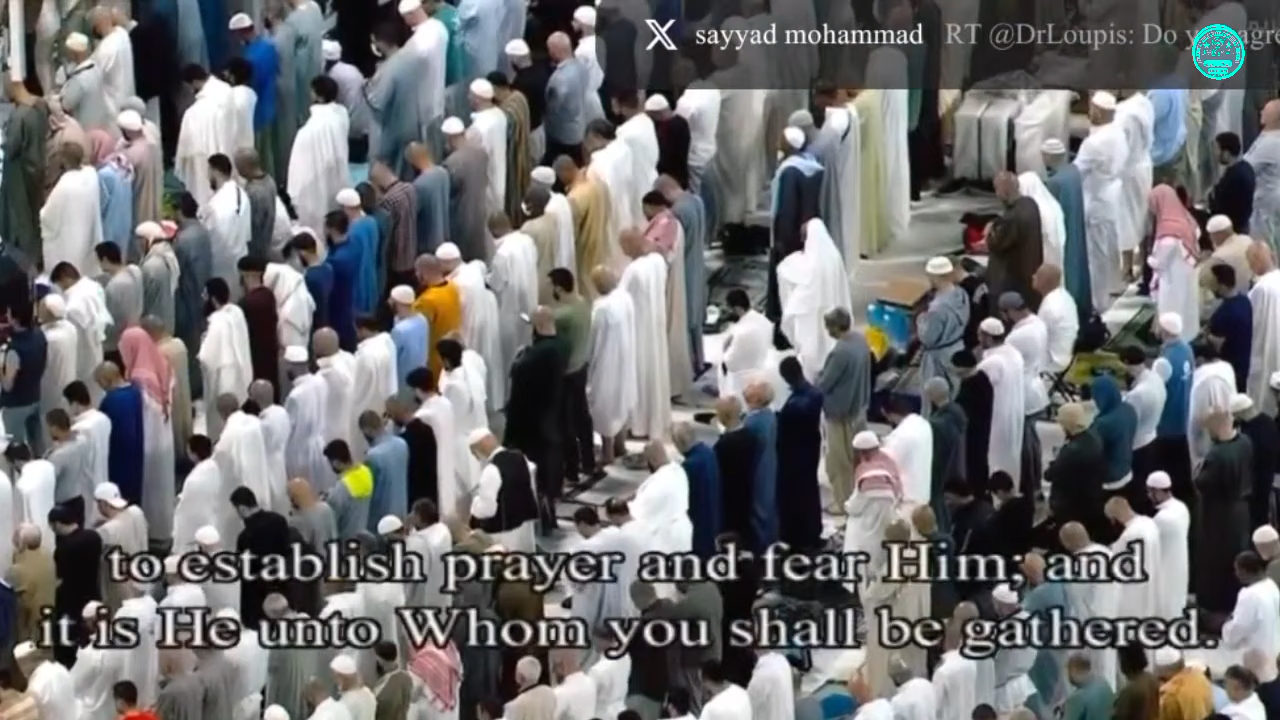 sayyad mohammad RT @DrLoupis: Do
to establish prayer and fear Him; and
it is He unto Whom you shall be gathered.